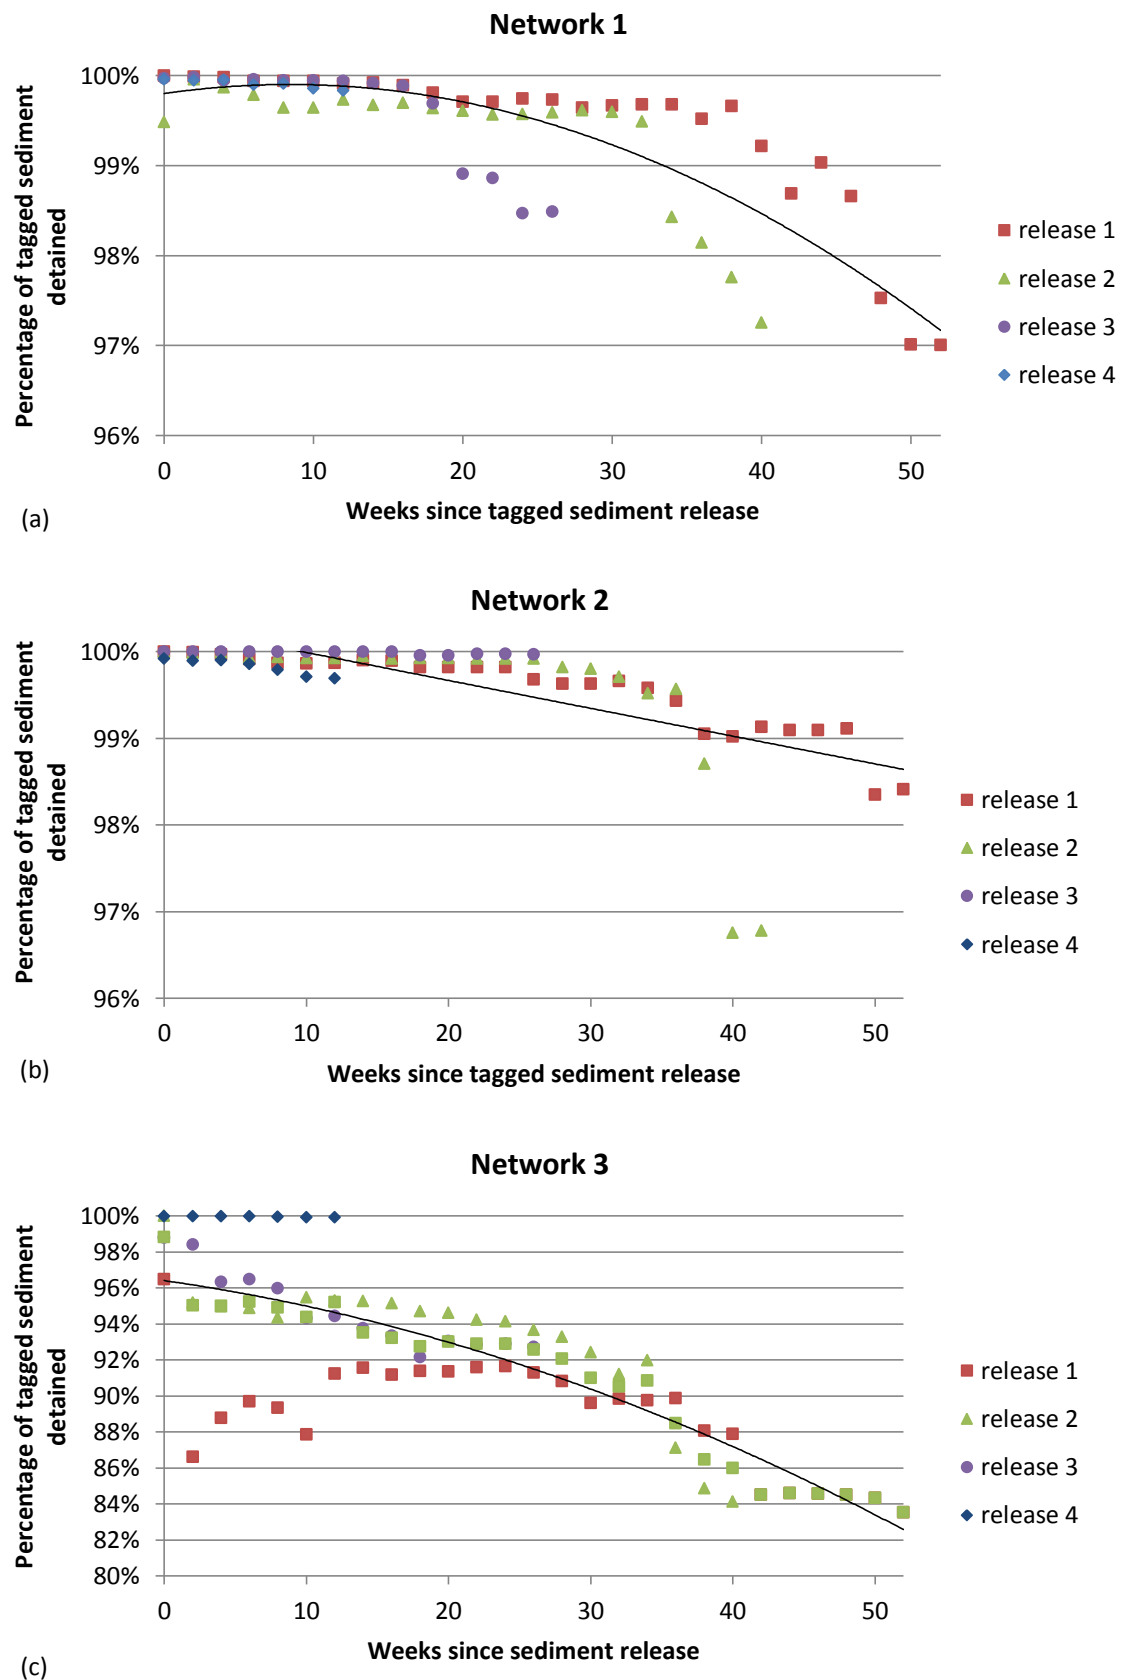 Network 1
Percentage of tagged sediment
detained
100%
99%
98%
97%
96%
0 10 20 30 40 50
Weeks since tagged sediment release
release 1
release 2
release 3
release 4
(a)
Network 2
Percentage of tagged sediment
detained
100%
99%
98%
97%
96%
0 10 20 30 40 50
Weeks since tagged sediment release
release 1
release 2
release 3
release 4
(b)
Network 3
Percentage of tagged sediment
detained
100%
98%
96%
94%
92%
90%
88%
86%
84%
82%
80%
0 10 20 30 40 50
Weeks since sediment release
release 1
release 2
release 3
release 4
(c)